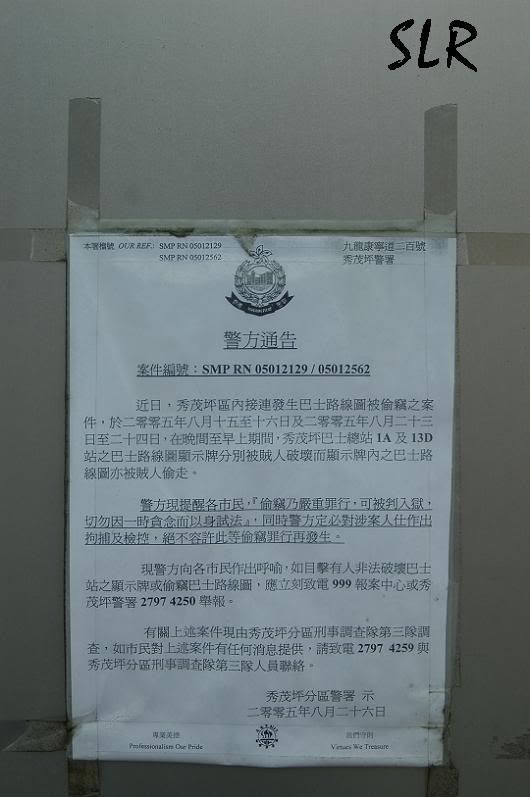 SLR
本署檔號 OUR REF.: SMP RN 05012129
SMP RN 05012562
九龍康寧道二百號
秀茂坪警署
警方通告
案件編號：SMP RN 05012129 / 05012562
近日，秀茂坪區內接連發生巴士路線圖被偷竊之案
件，於二零零五年八月十五至十六日及二零零五年八月二十三
日至二十四日，在晚間至早上期間，秀茂坪巴士總站 1A 及 13D
站之巴士路線圖顯示牌分別被賊人破壞而顯示牌內之巴士路
線圖亦被賊人偷走。
警方現提醒各市民，『偷竊乃嚴重罪行，可被判入獄，
切勿因一時貪念而以身試法』，同時警方定必對涉案人仕作出
拘捕及檢控，絕不容許此等偷竊罪行再發生。
現警方向各市民作出呼喻，如目擊有人非法破壞巴士
站之顯示牌或偷竊巴士路線圖，應立刻致電 999 報案中心或秀
茂坪警署 2797 4250 舉報。
有關上述案件現由秀茂坪分區刑事調查隊第三隊調
查，如市民對上述案件有任何消息提供，請致電 2797 4259 與
秀茂坪分區刑事調查隊第三隊人員聯絡。
秀茂坪分區警署 示
二零零五年八月二十六日
專業美德
Professionalism Our Pride
我們守則
Virtues We Treasure